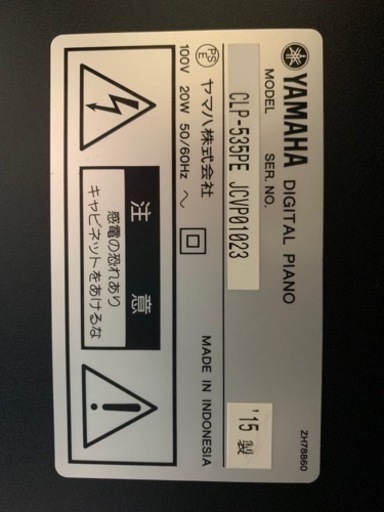 YAMAHA DIGITAL PIANO
MODEL SER. NO.
CLP-535PE JCVP01023
'15 製
PSE ヤマハ株式会社
100V 20W 50/60Hz ～
MADE IN INDONESIA
注意
感電の恐れあり
キャビネットをあけるな
ZH78860